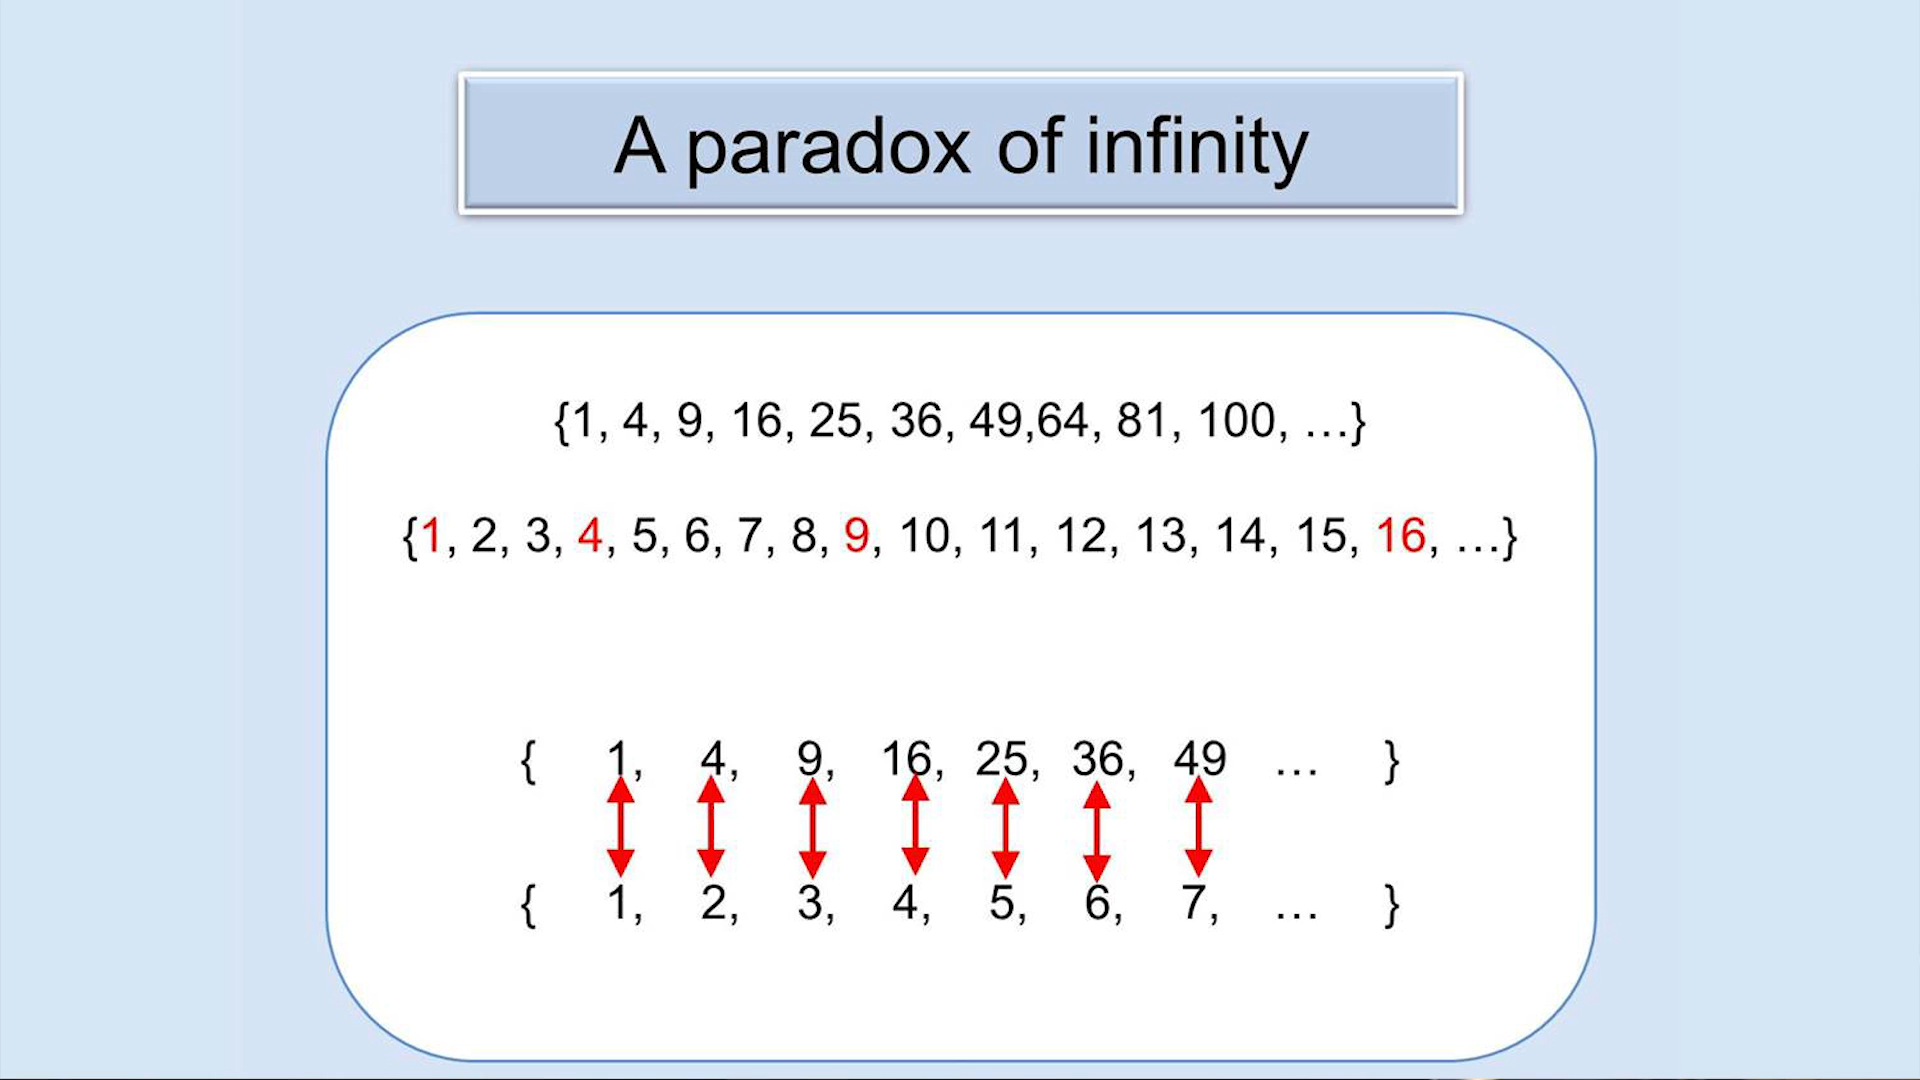 A paradox of infinity
{1, 4, 9, 16, 25, 36, 49,64, 81, 100, …}
{1, 2, 3, 4, 5, 6, 7, 8, 9, 10, 11, 12, 13, 14, 15, 16, …}
{ 1, 4, 9, 16, 25, 36, 49 … }
{ 1, 2, 3, 4, 5, 6, 7, … }